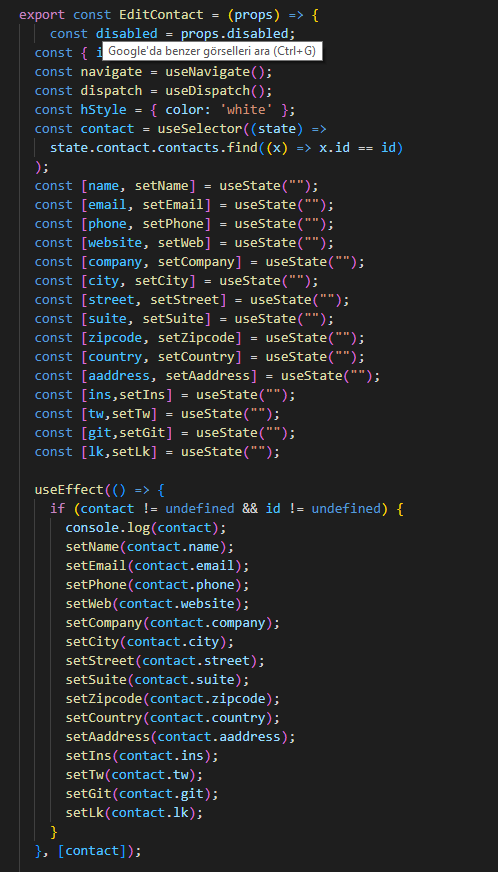 export const EditContact = (props) => {
const disabled = props.disabled;
const { i
Google'da benzer görselleri ara (Ctrl+G)
const navigate = useNavigate();
const dispatch = useDispatch();
const hStyle = { color: 'white' };
const contact = useSelector((state) =>
state.contact.contacts.find((x) => x.id == id)
);
const [name, setName] = useState("");
const [email, setEmail] = useState("");
const [phone, setPhone] = useState("");
const [website, setWeb] = useState("");
const [company, setCompany] = useState("");
const [city, setCity] = useState("");
const [street, setStreet] = useState("");
const [suite, setSuite] = useState("");
const [zipcode, setZipcode] = useState("");
const [country, setCountry] = useState("");
const [aaddress, setAaddress] = useState("");
const [ins,setIns] = useState("");
const [tw,setTw] = useState("");
const [git,setGit] = useState("");
const [lk,setLk] = useState("");
useEffect(() => {
if (contact != undefined && id != undefined) {
console.log(contact);
setName(contact.name);
setEmail(contact.email);
setPhone(contact.phone);
setWeb(contact.website);
setCompany(contact.company);
setCity(contact.city);
setStreet(contact.street);
setSuite(contact.suite);
setZipcode(contact.zipcode);
setCountry(contact.country);
setAaddress(contact.aaddress);
setIns(contact.ins);
setTw(contact.tw);
setGit(contact.git);
setLk(contact.lk);
}
}, [contact]);